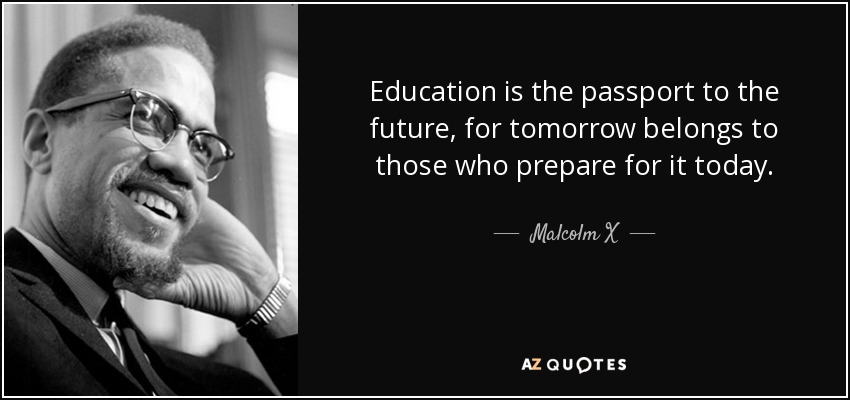 Education is the passport to the
future, for tomorrow belongs to
those who prepare for it today.
Malcolm X
AZ QUOTES